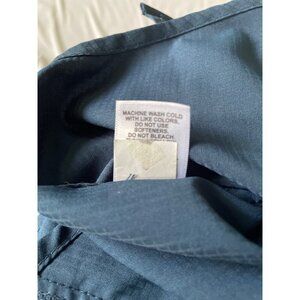 MACHINE WASH COLD
WITH LIKE COLORS.
DO NOT USE
SOFTENERS.
DO NOT BLEACH.